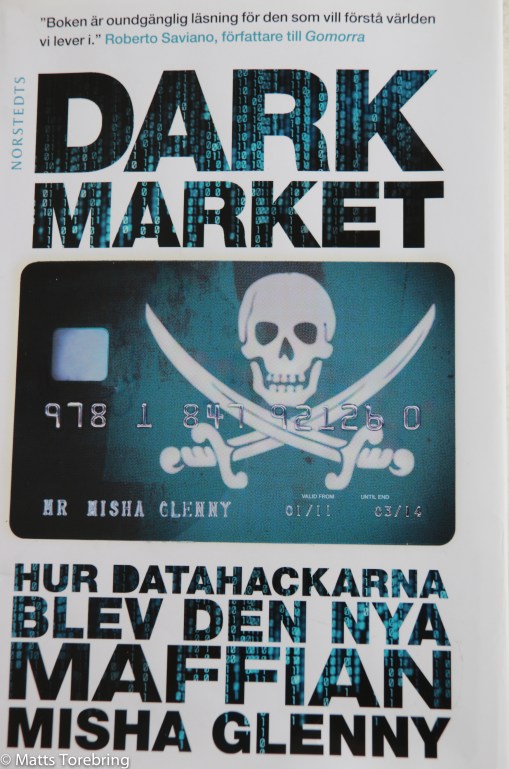 "Boken är oundgänglig läsning för den som vill förstå världen
vi lever i." Roberto Saviano, författare till Gomorra
NORSTEDTS
DARK
MARKET
978 1 847 92126 0
VALID FROM UNTIL END
MR MISHA GLENNY 01/11 03/14
HUR DATAHACKARNA
BLEV DEN NYA
MAFFIAN
MISHA GLENNY
© Matts Torebring